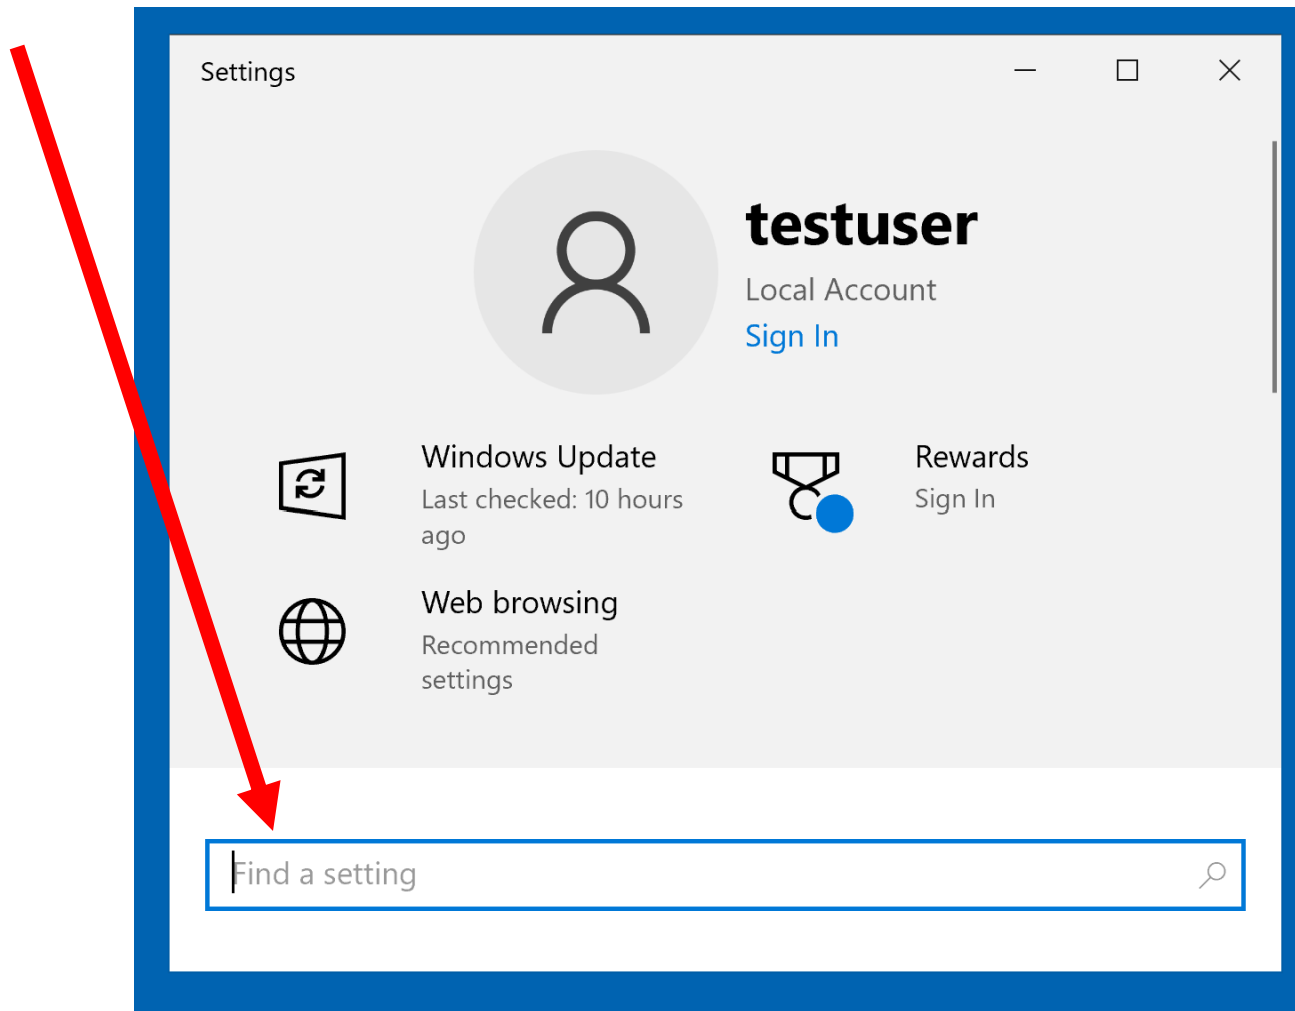 Settings
testuser
Local Account
Sign In
Windows Update
Last checked: 10 hours
ago
Rewards
Sign In
Web browsing
Recommended
settings
Find a setting